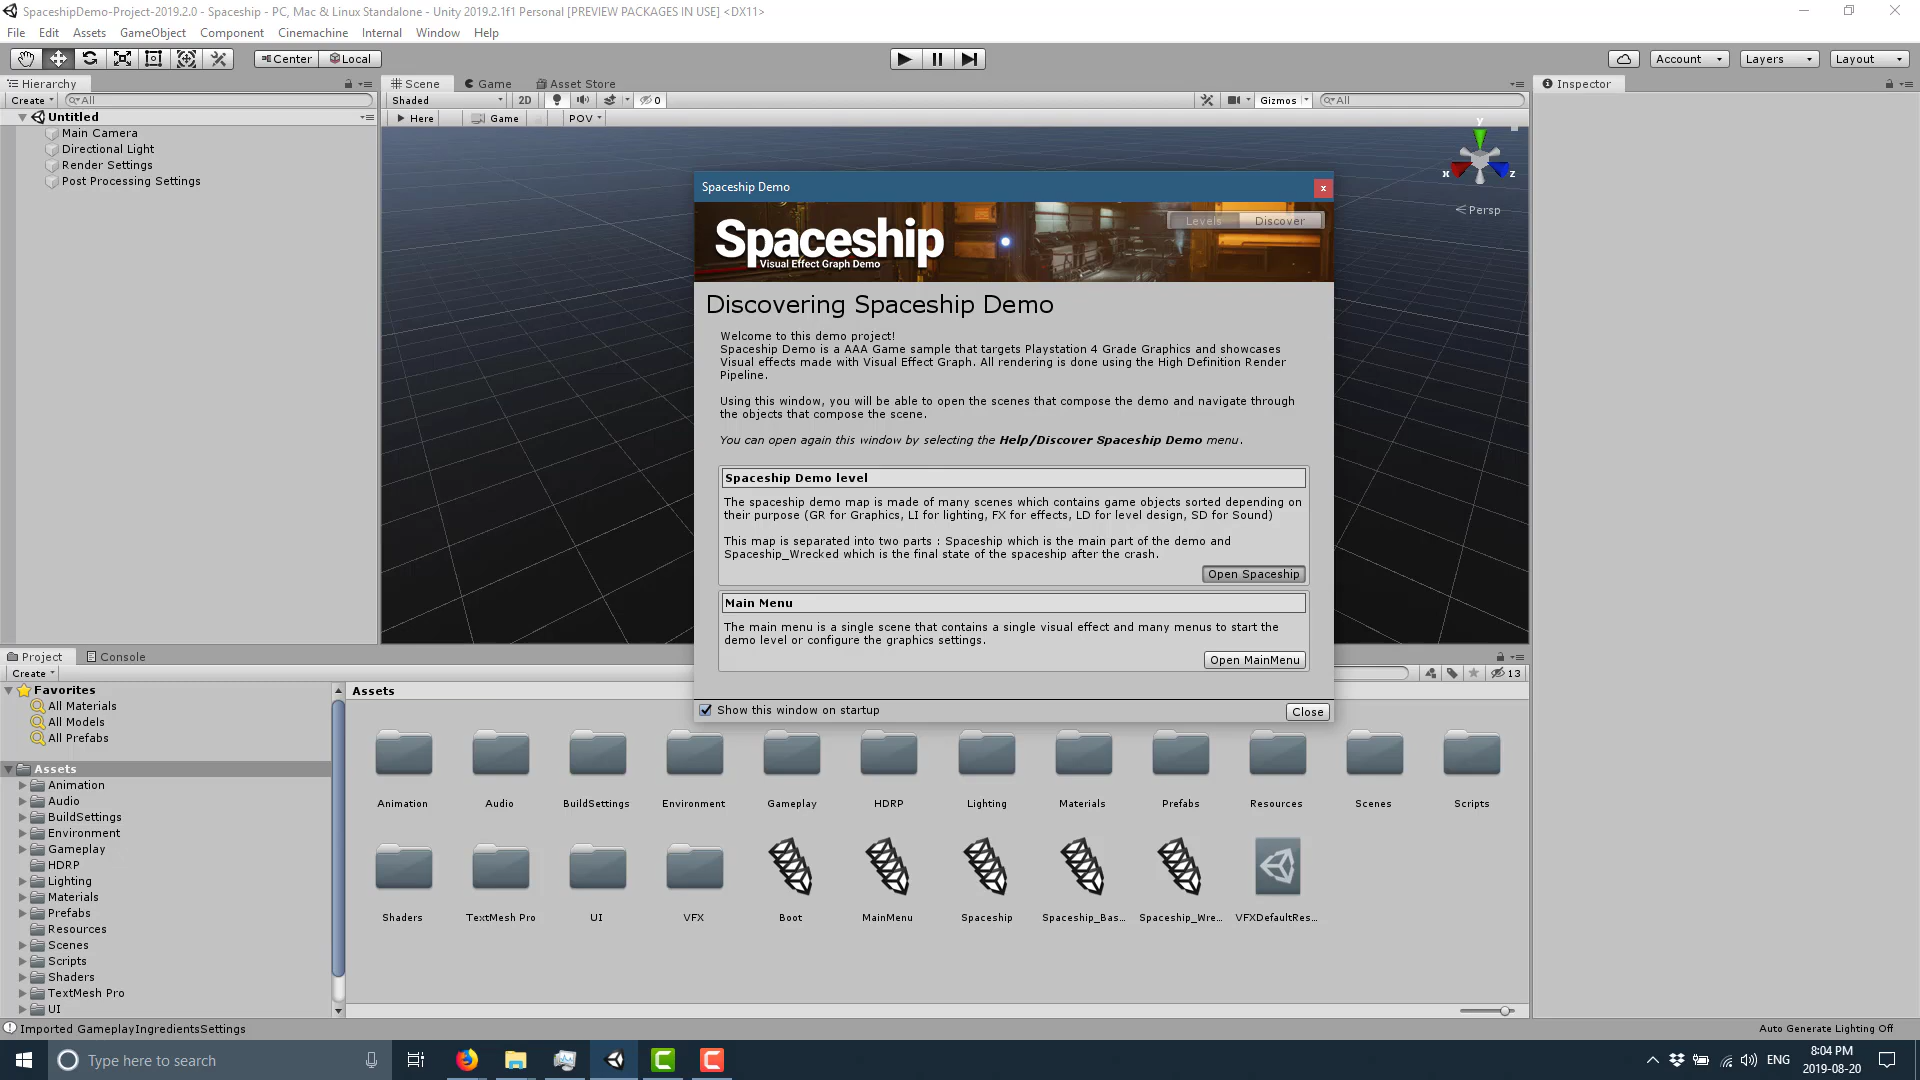 SpaceshipDemo-Project-2019.2.0 - Spaceship - PC, Mac & Linux Standalone - Unity 2019.2.1f1 Personal [PREVIEW PACKAGES IN USE] <DX11>
File Edit Assets GameObject Component Cinemachine Internal Window Help
Center Local
Account Layers Layout
Hierarchy
Create All
Untitled
Main Camera
Directional Light
Render Settings
Post Processing Settings
Scene Game Asset Store
Shaded 2D 0 Gizmos All
Here Game POV
y
x z
Persp
Inspector
Spaceship Demo
x
Levels Discover
Spaceship
Visual Effect Graph Demo
Discovering Spaceship Demo
Welcome to this demo project!
Spaceship Demo is a AAA Game sample that targets Playstation 4 Grade Graphics and showcases
Visual effects made with Visual Effect Graph. All rendering is done using the High Definition Render
Pipeline.
Using this window, you will be able to open the scenes that compose the demo and navigate through
the objects that compose the scene.
You can open again this window by selecting the Help/Discover Spaceship Demo menu.
Spaceship Demo level
The spaceship demo map is made of many scenes which contains game objects sorted depending on
their purpose (GR for Graphics, LI for lighting, FX for effects, LD for level design, SD for Sound)
This map is separated into two parts : Spaceship which is the main part of the demo and
Spaceship_Wrecked which is the final state of the spaceship after the crash.
Open Spaceship
Main Menu
The main menu is a single scene that contains a single visual effect and many menus to start the
demo level or configure the graphics settings.
Open MainMenu
Show this window on startup
Close
Project Console
Create
13
Favorites
All Materials
All Models
All Prefabs
Assets
Animation
Audio
BuildSettings
Environment
Gameplay
HDRP
Lighting
Materials
Prefabs
Resources
Scenes
Scripts
Shaders
TextMesh Pro
UI
Assets
Animation Audio BuildSettings Environment Gameplay HDRP Lighting Materials Prefabs Resources Scenes Scripts
Shaders TextMesh Pro UI VFX Boot MainMenu Spaceship Spaceship_Bas... Spaceship_Wre... VFXDefaultRes...
Imported GameplayIngredientsSettings
Auto Generate Lighting Off
Type here to search
ENG
8:04 PM
2019-08-20